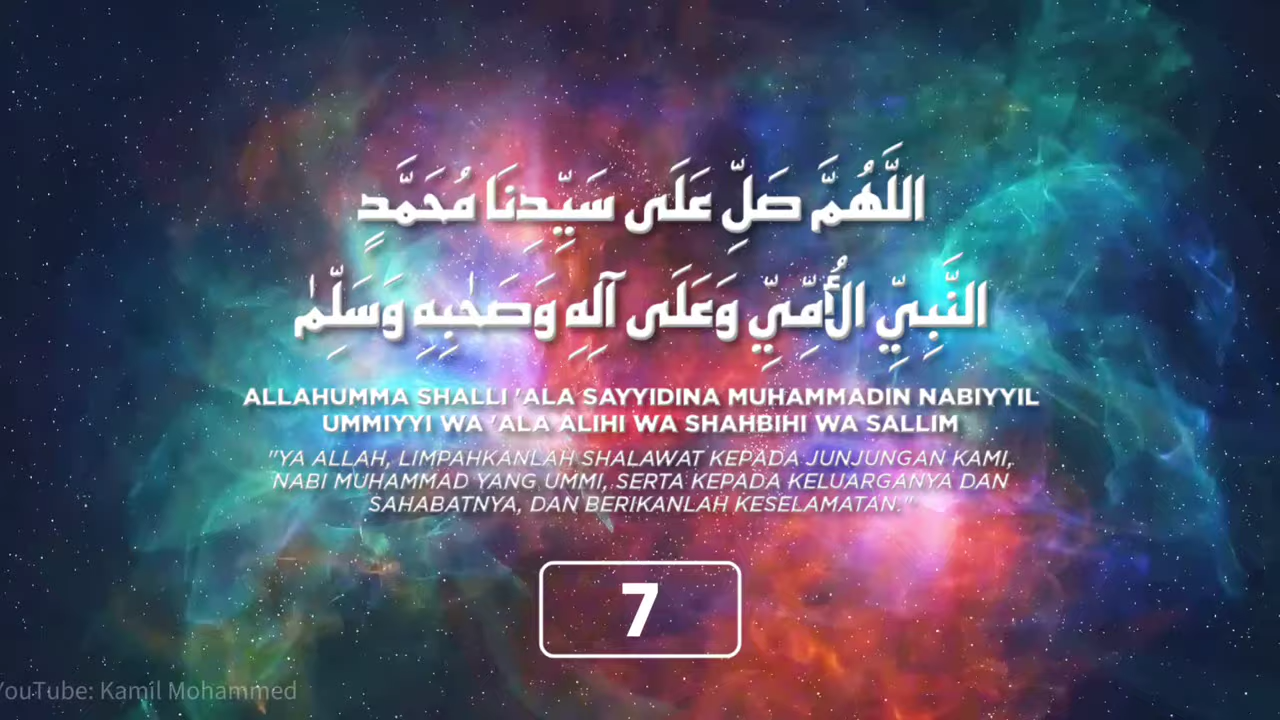 اللَّهُمَّ صَلِّ عَلَى سَيِّدِنَا مُحَمَّدٍ
النَّبِيِّ الأُمِّيِّ وَعَلَى آلِهِ وَصَحْبِهِ وَسَلِّمْ
ALLAHUMMA SHALLI 'ALA SAYYIDINA MUHAMMADIN NABIYYIL
UMMIYYI WA 'ALA ALIHI WA SHAHBIHI WA SALLIM
"YA ALLAH, LIMPAHKANLAH SHALAWAT KEPADA JUNJUNGAN KAMI,
NABI MUHAMMAD YANG UMMI, SERTA KEPADA KELUARGANYA DAN
SAHABATNYA, DAN BERIKANLAH KESELAMATAN."
7
YouTube: Kamil Mohammed